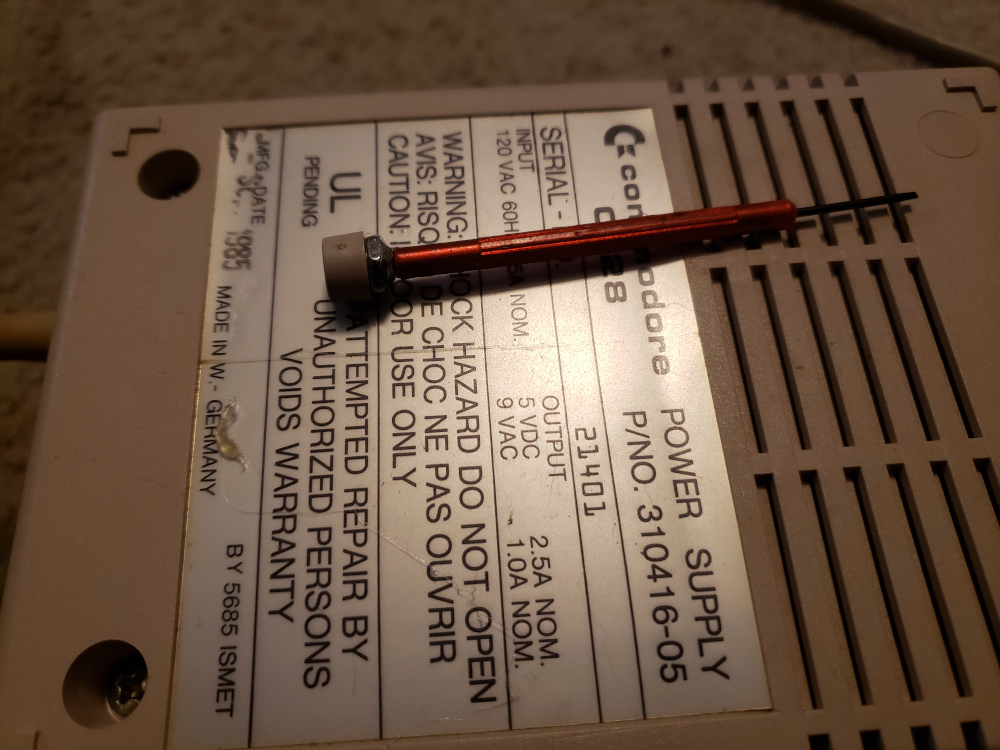 commodore POWER SUPPLY
C128 P/NO. 310416-05
SERIAL - 21401
INPUT OUTPUT
120 VAC 60H 5A NOM. 5 VDC 2.5A NOM.
9 VAC 1.0A NOM.
WARNING: HOCK HAZARD DO NOT OPEN
AVIS: RISQ DE CHOC NE PAS OUVRIR
CAUTION: OOR USE ONLY
UL ATTEMPTED REPAIR BY
PENDING UNAUTHORIZED PERSONS
VOIDS WARRANTY
MFG. DATE
1985 MADE IN W.- GERMANY BY 5685 ISMET